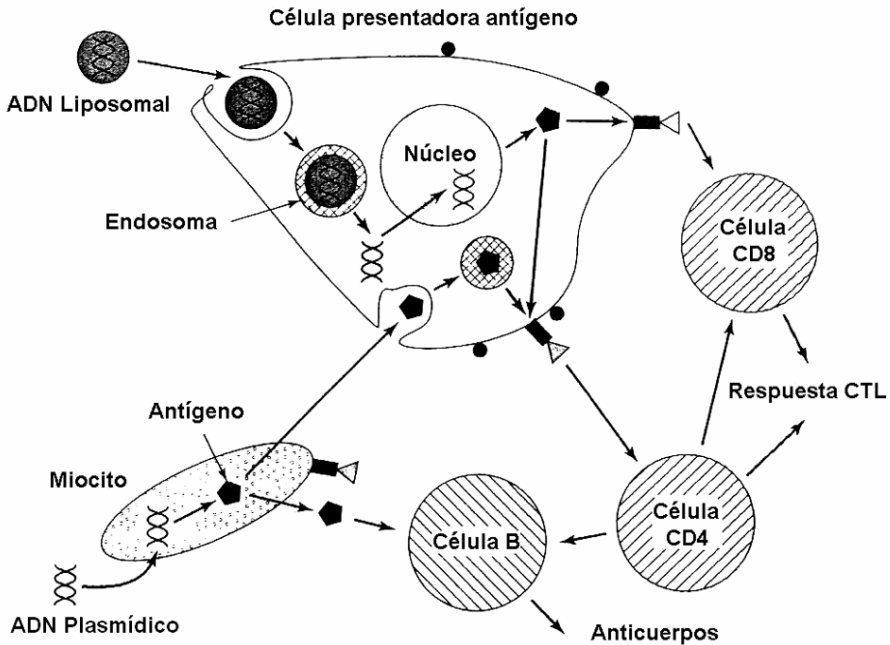 Célula presentadora antígeno
ADN Liposomal
Núcleo
Endosoma
Célula
CD8
Respuesta CTL
Antígeno
Miocito
Célula B
Célula
CD4
ADN Plasmídico
Anticuerpos